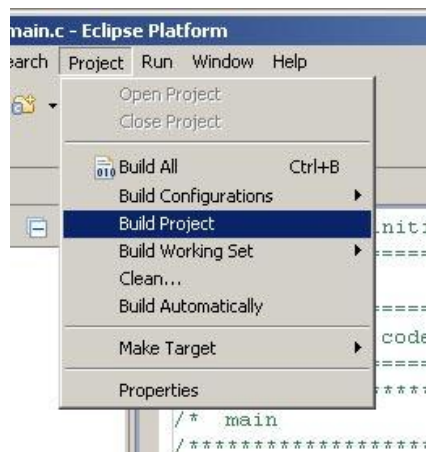 main.c - Eclipse Platform
earch Project Run Window Help
Open Project
Close Project
Build All Ctrl+B
Build Configurations
Build Project
Build Working Set
Clean...
Build Automatically
Make Target
Properties
nit
====
====
code
====
****
/* main
/********************